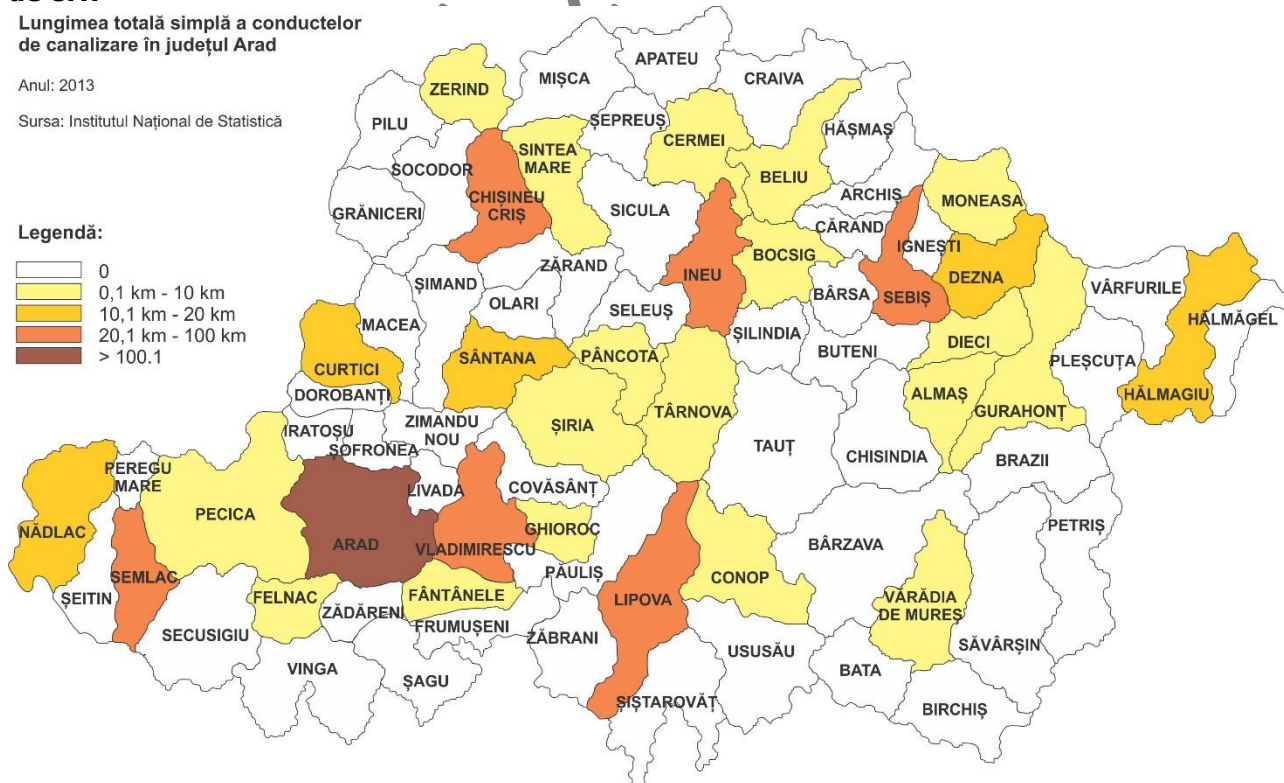 Lungimea totală simplă a conductelor
de canalizare în județul Arad
Anul: 2013
Sursa: Institutul Național de Statistică
Legendă:
0
0,1 km - 10 km
10,1 km - 20 km
20,1 km - 100 km
> 100.1
APATEU
MIȘCA
CRAIVA
ZERIND
PILU
ȘEPREUȘ
HĂȘMAȘ
CERMEI
SINTEA
MARE
SOCODOR
BELIU
ARCHIȘ
MONEASA
CHIȘINEU
CRIȘ
SICULA
GRĂNICERI
CĂRAND
IGNEȘTI
BOCSIG
ZĂRAND
INEU
DEZNA
ȘIMAND
VÂRFURILE
BÂRSA
SEBIȘ
OLARI
SELEUȘ
HĂLMĂGEL
MACEA
ȘILINDIA
DIECI
BUTENI
SÂNTANA
PÂNCOTA
PLEȘCUȚA
CURTICI
ALMAȘ
HĂLMAGIU
DOROBANȚI
TÂRNOVA
GURAHONȚ
ZIMANDU
NOU
ȘIRIA
IRATOȘU
ȘOFRONEA
TAUȚ
CHISINDIA
BRAZII
PEREGU
MARE
LIVADA
COVĂSÂNȚ
PECICA
PETRIȘ
NĂDLAC
GHIOROC
ARAD
VLADIMIRESCU
BÂRZAVA
PĂULIȘ
SEMLAC
CONOP
ȘEITIN
FELNAC
FÂNTÂNELE
LIPOVA
VĂRĂDIA
DE MUREȘ
ZĂDĂRENI
FRUMUȘENI
SECUSIGIU
ZĂBRANI
SĂVÂRȘIN
USUSĂU
VINGA
BATA
ȘAGU
ȘIȘTAROVĂȚ
BIRCHIȘ